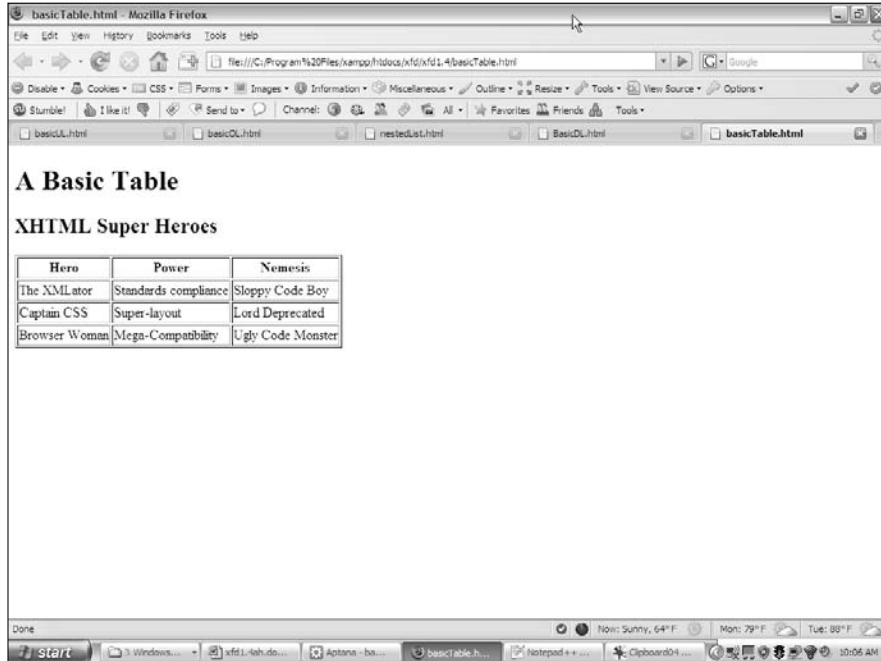 basicTable.html - Mozilla Firefox
File Edit View History Bookmarks Tools Help
file:///C:/Program%20Files/xampp/htdocs/xfd/xfd1.4/basicTable.html
G Google
Disable Cookies CSS Forms Images Information Miscellaneous Outline Resize Tools View Source Options
Stumble! I like it! Send to Channel: All Favorites Friends Tools
basicUL.html basicOL.html nestedList.html BasicDL.html basicTable.html
A Basic Table
XHTML Super Heroes
Hero Power Nemesis
The XMLator Standards compliance Sloppy Code Boy
Captain CSS Super-layout Lord Deprecated
Browser Woman Mega-Compatibility Ugly Code Monster
Done Now: Sunny, 64° F Mon: 79° F Tue: 88° F
start 3 Windows... xfd1.4ah.do... Aptana - ba... basicTable.h... Notepad++ ... Clipboard04 ... 10:06 AM